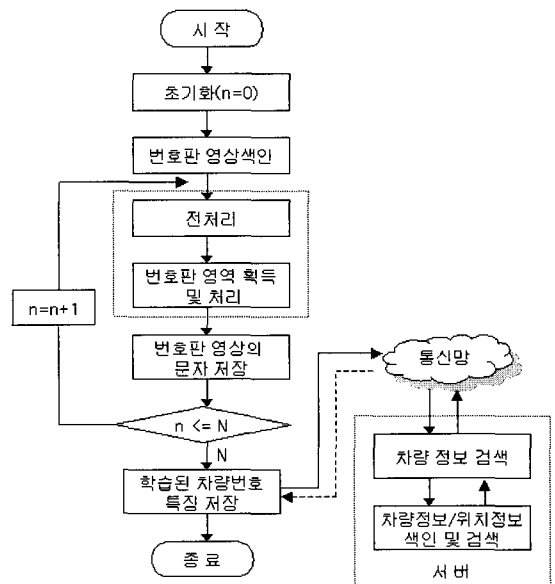 시 작
초기화(n=0)
번호판 영상색인
전처리
번호판 영역 획득
및 처리
n=n+1
번호판 영상의
문자 저장
통신망
n <= N
N
차량 정보 검색
학습된 차량번호
특징 저장
차량정보/위치정보
색인 및 검색
종 료
서 버